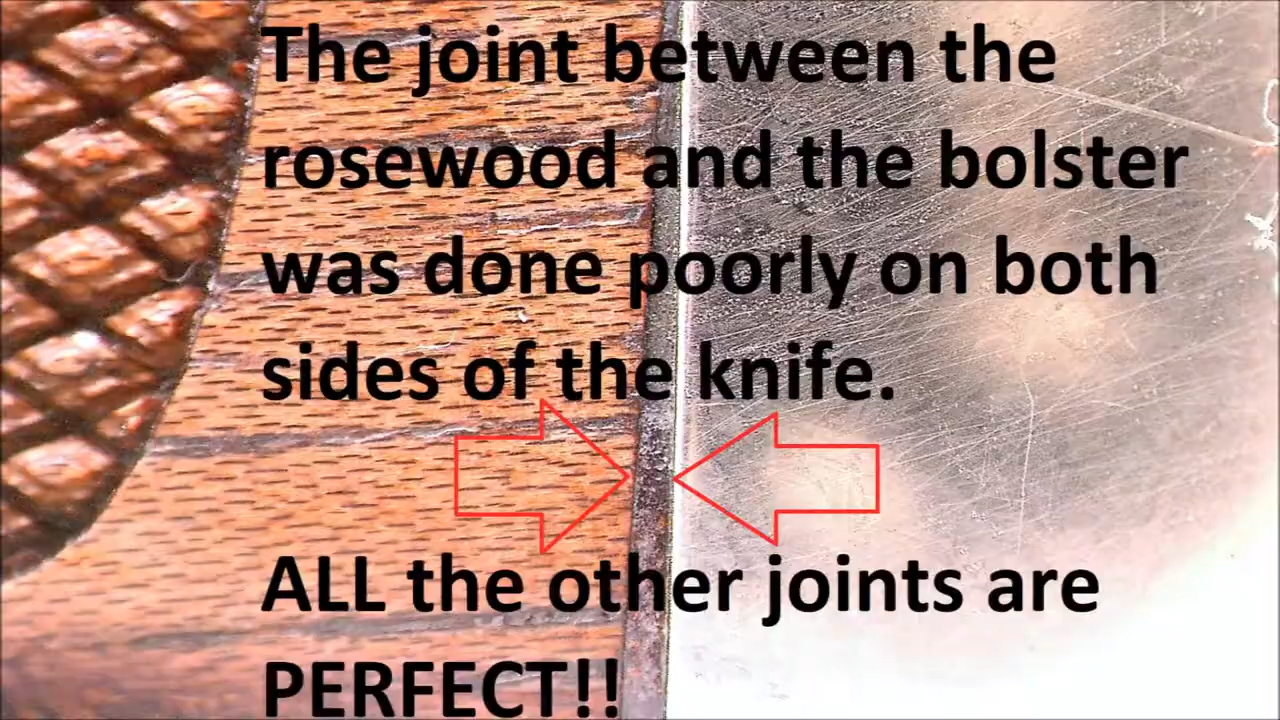 The joint between the
rosewood and the bolster
was done poorly on both
sides of the knife.
ALL the other joints are
PERFECT!!